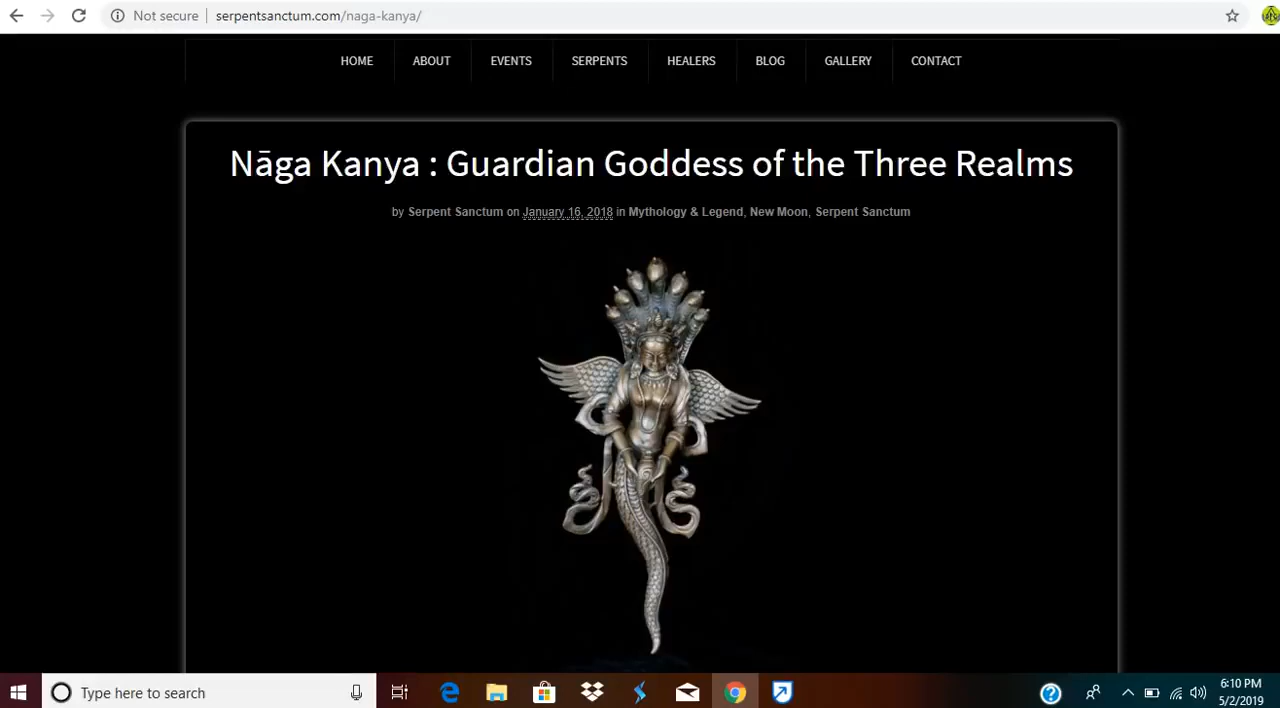 Not secure
serpentsanctum.com/naga-kanya/
HOME ABOUT EVENTS SERPENTS HEALERS BLOG GALLERY CONTACT
Nāga Kanya : Guardian Goddess of the Three Realms
by Serpent Sanctum on January 16, 2018 in Mythology & Legend, New Moon, Serpent Sanctum
Type here to search
6:10 PM
5/2/2019